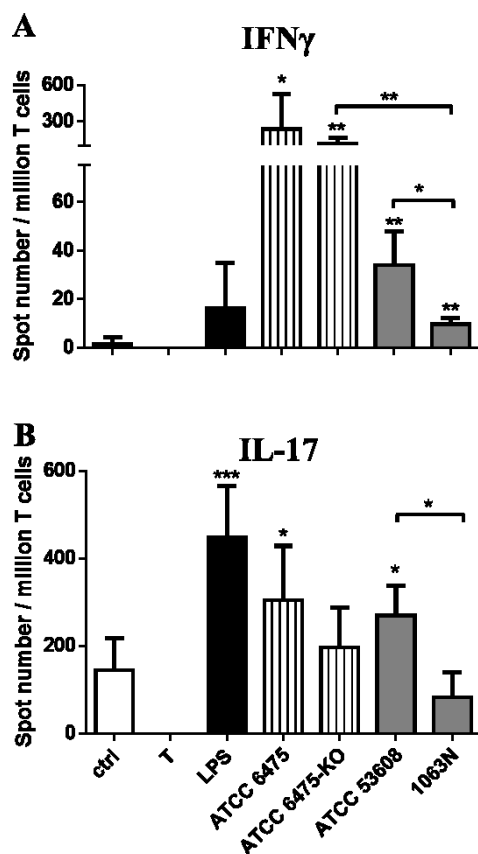 A
IFNγ
Spot number / million T cells
600
300
60
40
20
0
*
**
**
**
*
**
B
IL-17
Spot number / million T cells
600
400
200
0
***
*
*
*
ctrl
T
LPS
ATCC 6475
ATCC 6475-KO
ATCC 53608
1063N